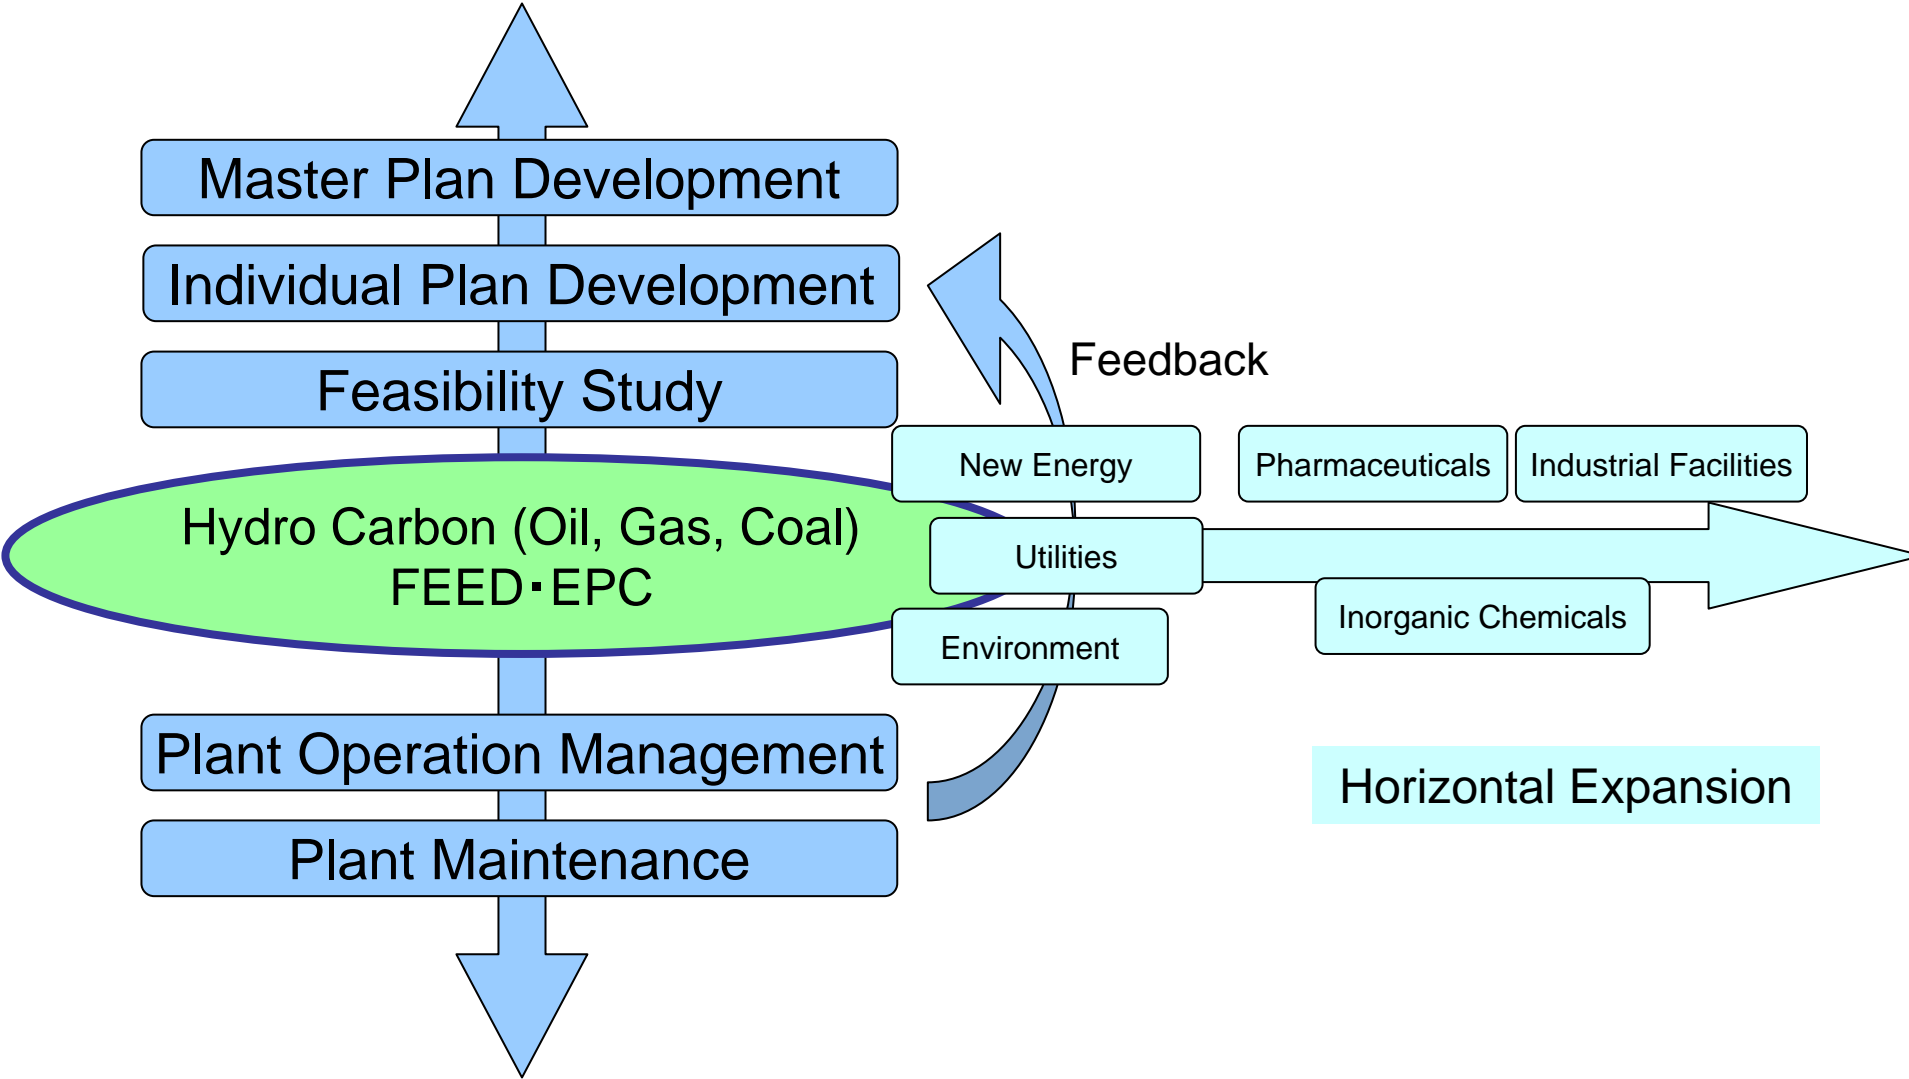 Master Plan Development
Individual Plan Development
Feedback
Feasibility Study
New Energy
Pharmaceuticals
Industrial Facilities
Hydro Carbon (Oil, Gas, Coal)
FEED・EPC
Utilities
Inorganic Chemicals
Environment
Plant Operation Management
Horizontal Expansion
Plant Maintenance